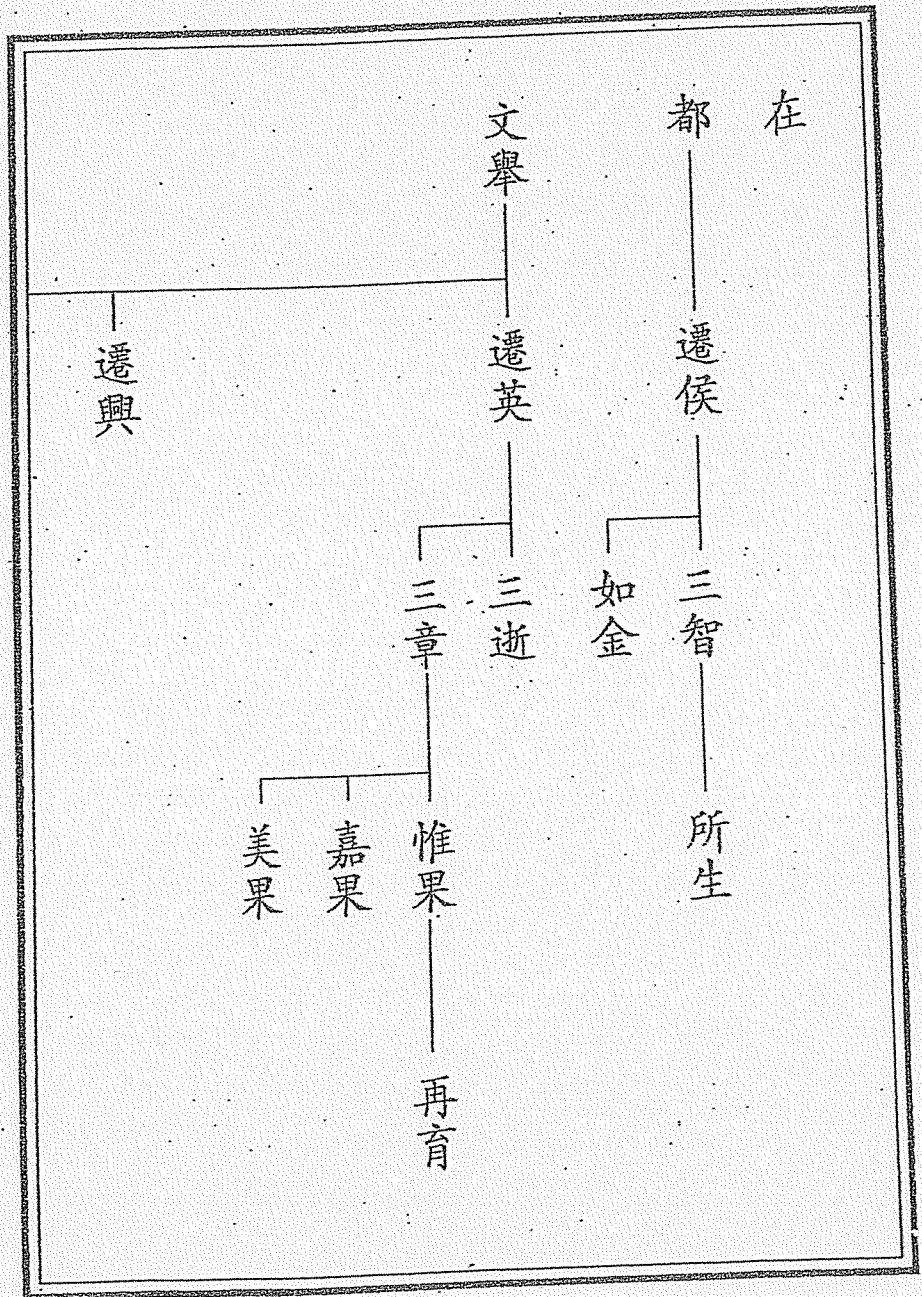 在
都
遷侯
三智
如金
所生
文舉
遷英
三逝
三章
惟果
嘉果
美果
再育
遷興